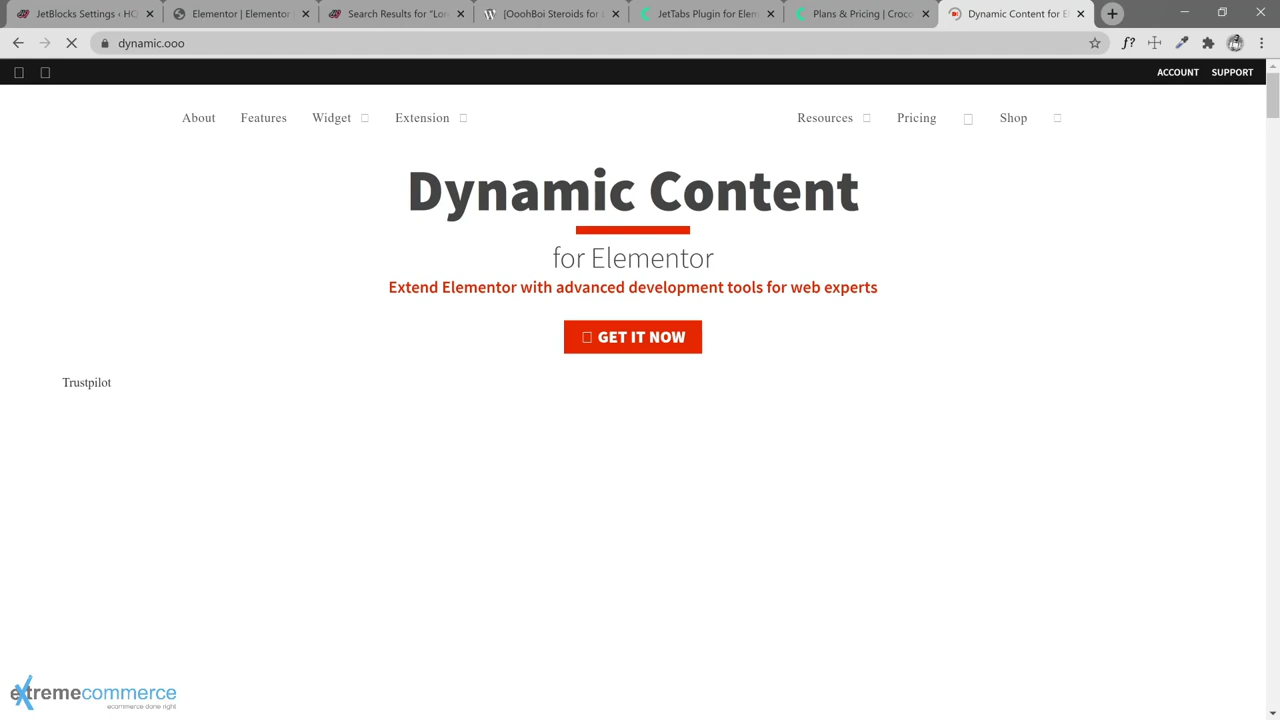 JetBlocks Settings ‹ HQ
Elementor | Elementor
Search Results for “Lor
[OoohBoi Steroids for E
JetTabs Plugin for Elem
Plans & Pricing | Croco
Dynamic Content for E
dynamic.ooo
f?
ACCOUNT SUPPORT
About Features Widget Extension Resources Pricing Shop
Dynamic Content
for Elementor
Extend Elementor with advanced development tools for web experts
GET IT NOW
Trustpilot
extremecommerce
ecommerce done right